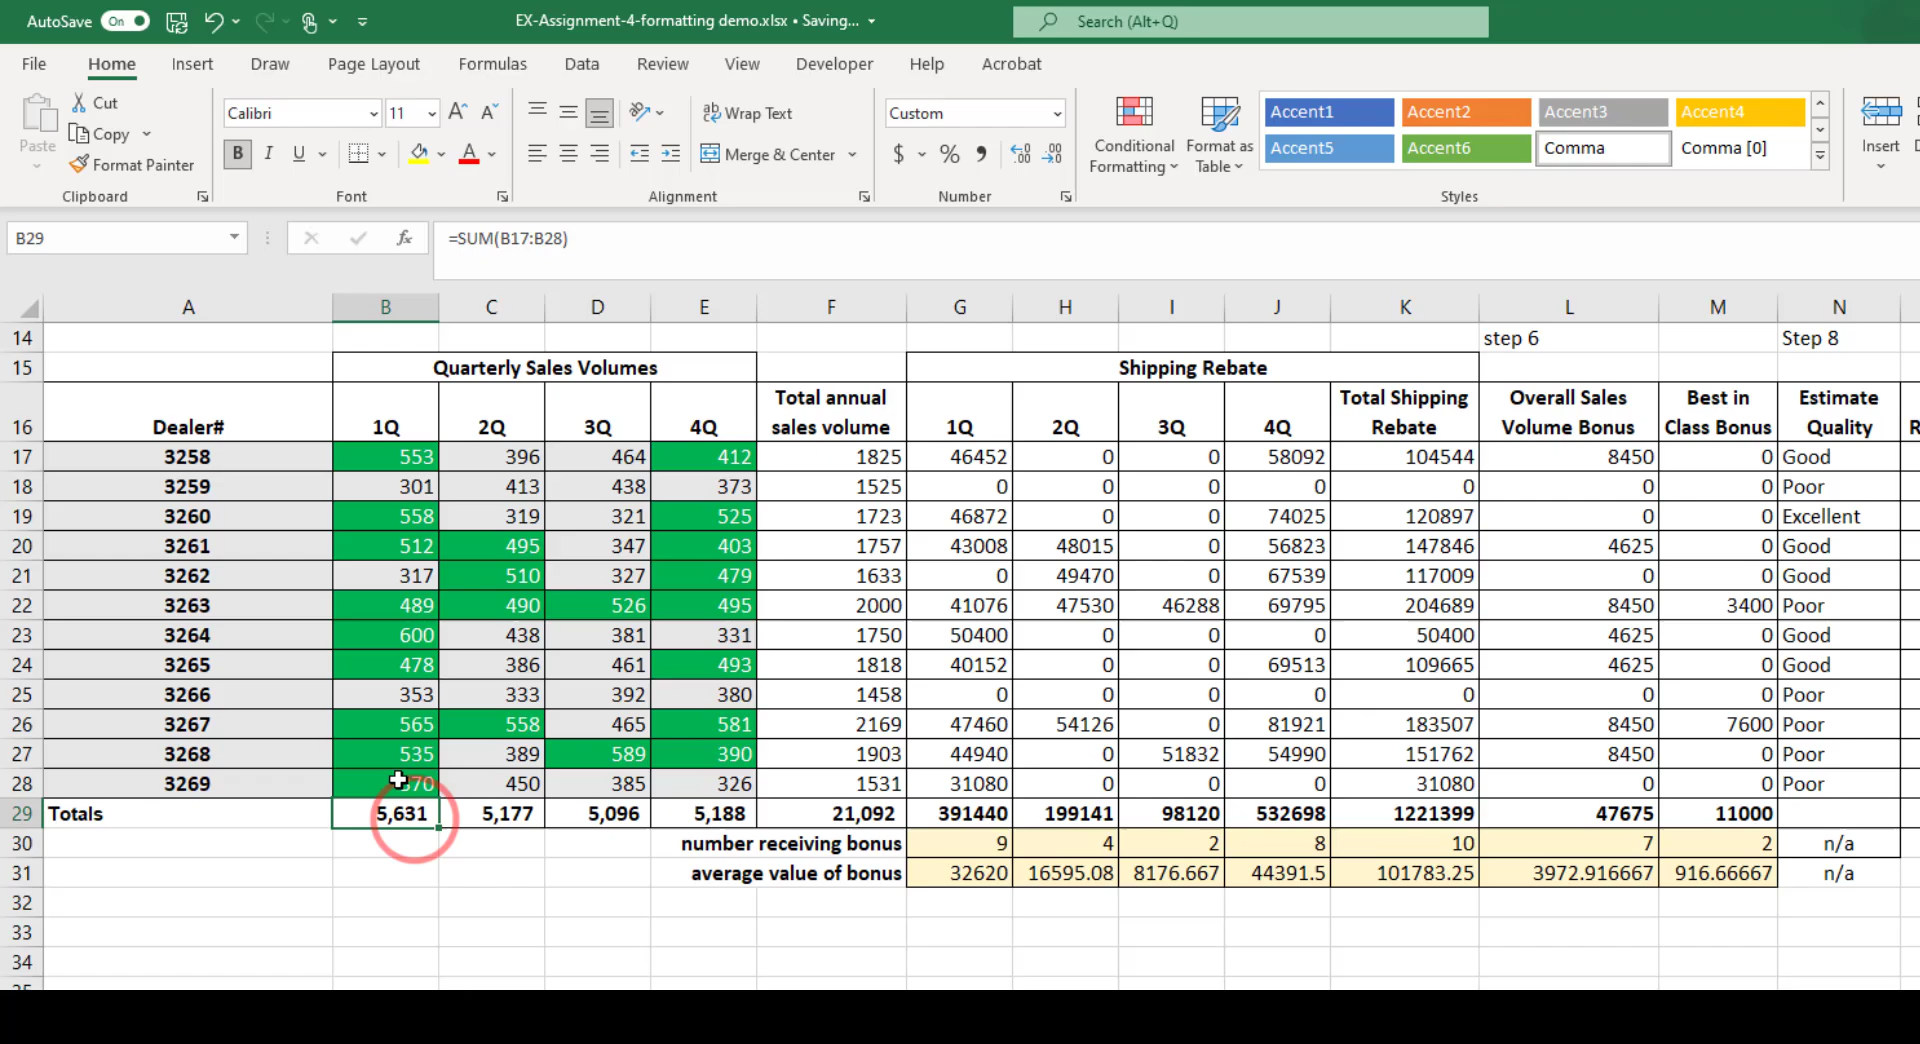 AutoSave On EX-Assignment-4-formatting demo.xlsx • Saving... Search (Alt+Q)
File Home Insert Draw Page Layout Formulas Data Review View Developer Help Acrobat
Paste Cut Copy Format Painter Clipboard
Calibri 11 B I U Font
Wrap Text Merge & Center Alignment
Custom $ % Number
Conditional Formatting Format as Table
Accent1 Accent2 Accent3 Accent4
Accent5 Accent6 Comma Comma [0]
Styles
Insert
B29 fx =SUM(B17:B28)
A B C D E F G H I J K L M N
14 step 6 Step 8
15 Quarterly Sales Volumes Shipping Rebate
16 Dealer# 1Q 2Q 3Q 4Q Total annual sales volume 1Q 2Q 3Q 4Q Total Shipping Rebate Overall Sales Volume Bonus Best in Class Bonus Estimate Quality
17 3258 553 396 464 412 1825 46452 0 0 58092 104544 8450 0 Good
18 3259 301 413 438 373 1525 0 0 0 0 0 0 0 Poor
19 3260 558 319 321 525 1723 46872 0 0 74025 120897 0 0 Excellent
20 3261 512 495 347 403 1757 43008 48015 0 56823 147846 4625 0 Good
21 3262 317 510 327 479 1633 0 49470 0 67539 117009 0 0 Good
22 3263 489 490 526 495 2000 41076 47530 46288 69795 204689 8450 3400 Poor
23 3264 600 438 381 331 1750 50400 0 0 0 50400 4625 0 Good
24 3265 478 386 461 493 1818 40152 0 0 69513 109665 4625 0 Good
25 3266 353 333 392 380 1458 0 0 0 0 0 0 0 Poor
26 3267 565 558 465 581 2169 47460 54126 0 81921 183507 8450 7600 Poor
27 3268 535 389 589 390 1903 44940 0 51832 54990 151762 8450 0 Poor
28 3269 450 385 326 1531 31080 0 0 0 31080 0 0 Poor
29 Totals 5,631 5,177 5,096 5,188 21,092 391440 199141 98120 532698 1221399 47675 11000
30 number receiving bonus 9 4 2 8 10 7 2 n/a
31 average value of bonus 32620 16595.08 8176.667 44391.5 101783.25 3972.916667 916.66667 n/a
32
33
34